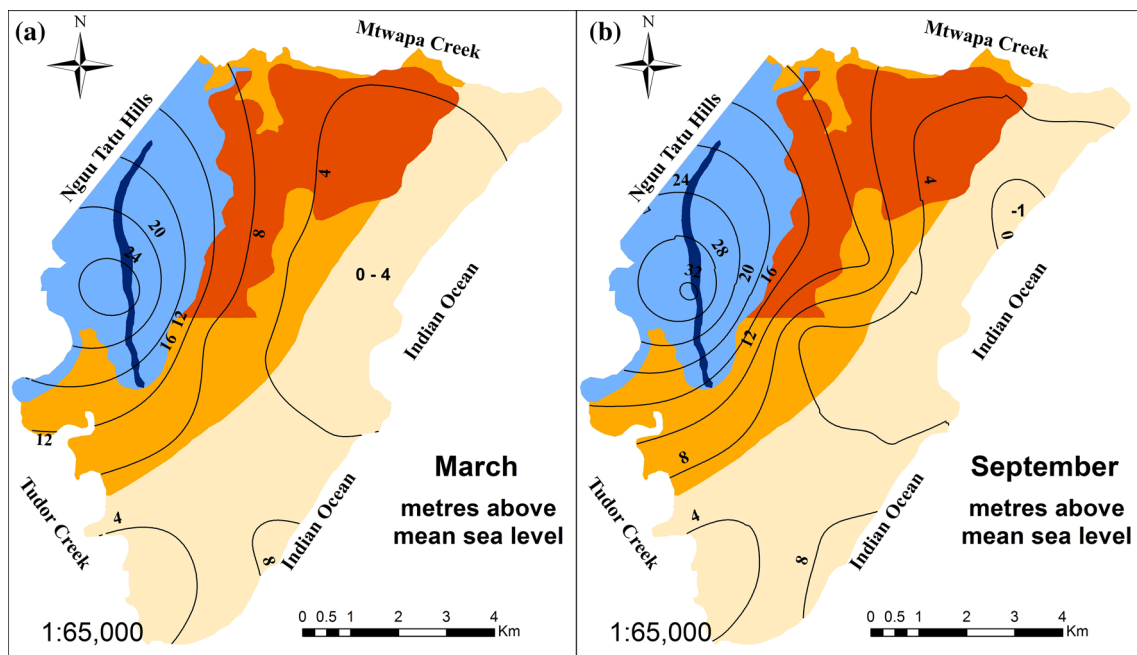 (a)
N
Mtwapa Creek
Nguu Tatu Hills
4
20
8
24
0 - 4
12
16
Indian Ocean
12
March
metres above
mean sea level
Tudor Creek
4
8
Indian Ocean
0 0.5 1 2 3 4
Km
1:65,000
(b)
N
Mtwapa Creek
Nguu Tatu Hills
24
4
-1
0
28
32
20
16
Indian Ocean
12
8
September
metres above
mean sea level
Tudor Creek
4
8
Indian Ocean
0 0.5 1 2 3 4
Km
1:65,000